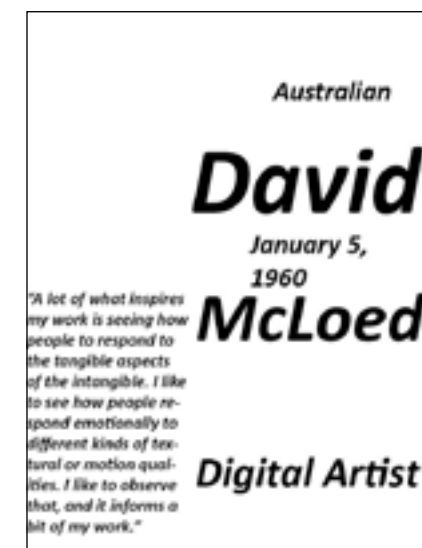 Australian
David
January 5,
1960
McLoed
"A lot of what inspires
my work is seeing how
people to respond to
the tangible aspects
of the intangible. I like
to see how people re-
spond emotionally to
different kinds of tex-
tural or motion qual-
ities. I like to observe
that, and it informs a
bit of my work."
Digital Artist